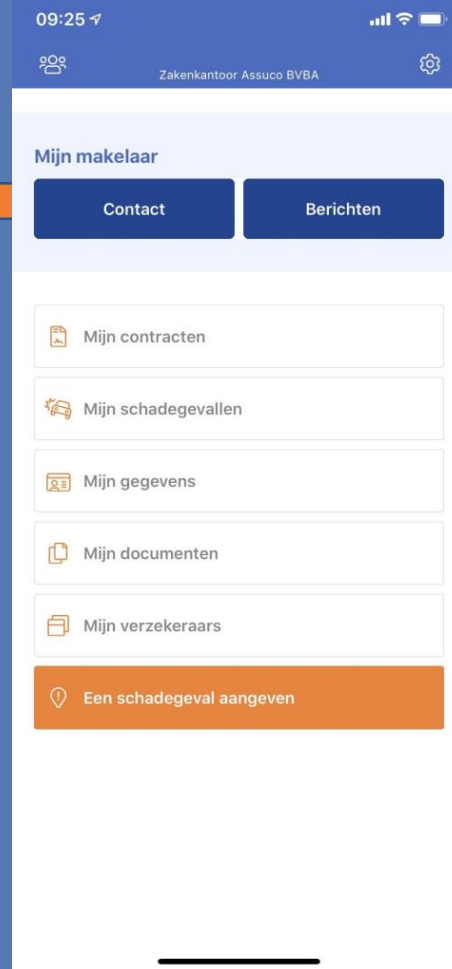 09:25
Zakenkantoor Assuco BVBA
Mijn makelaar
Contact
Berichten
Mijn contracten
Mijn schadegevallen
Mijn gegevens
Mijn documenten
Mijn verzekeraars
Een schadegeval aangeven